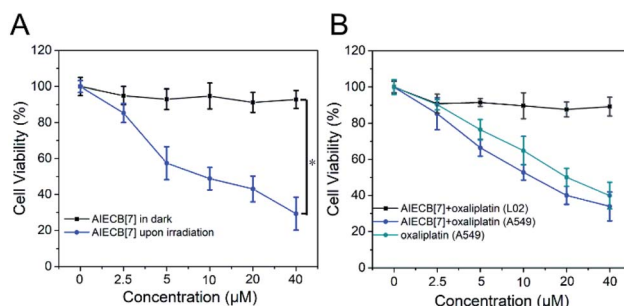 A
Cell Viability (%)
120
100
80
60
40
20
0
AIECB[7] in dark
AIECB[7] upon irradiation
*
0 2.5 5 10 20 40
Concentration (μM)
B
Cell Viability (%)
120
100
80
60
40
20
0
AIECB[7]+oxaliplatin (L02)
AIECB[7]+oxaliplatin (A549)
oxaliplatin (A549)
0 2.5 5 10 20 40
Concentration (μM)